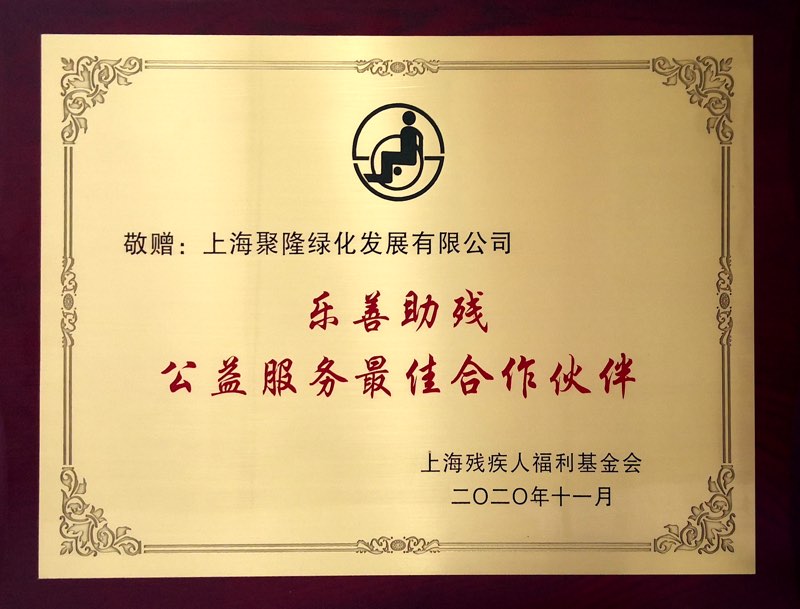 敬赠：上海聚隆绿化发展有限公司
乐善助残
公益服务最佳合作伙伴
上海残疾人福利基金会
二〇二〇年十一月